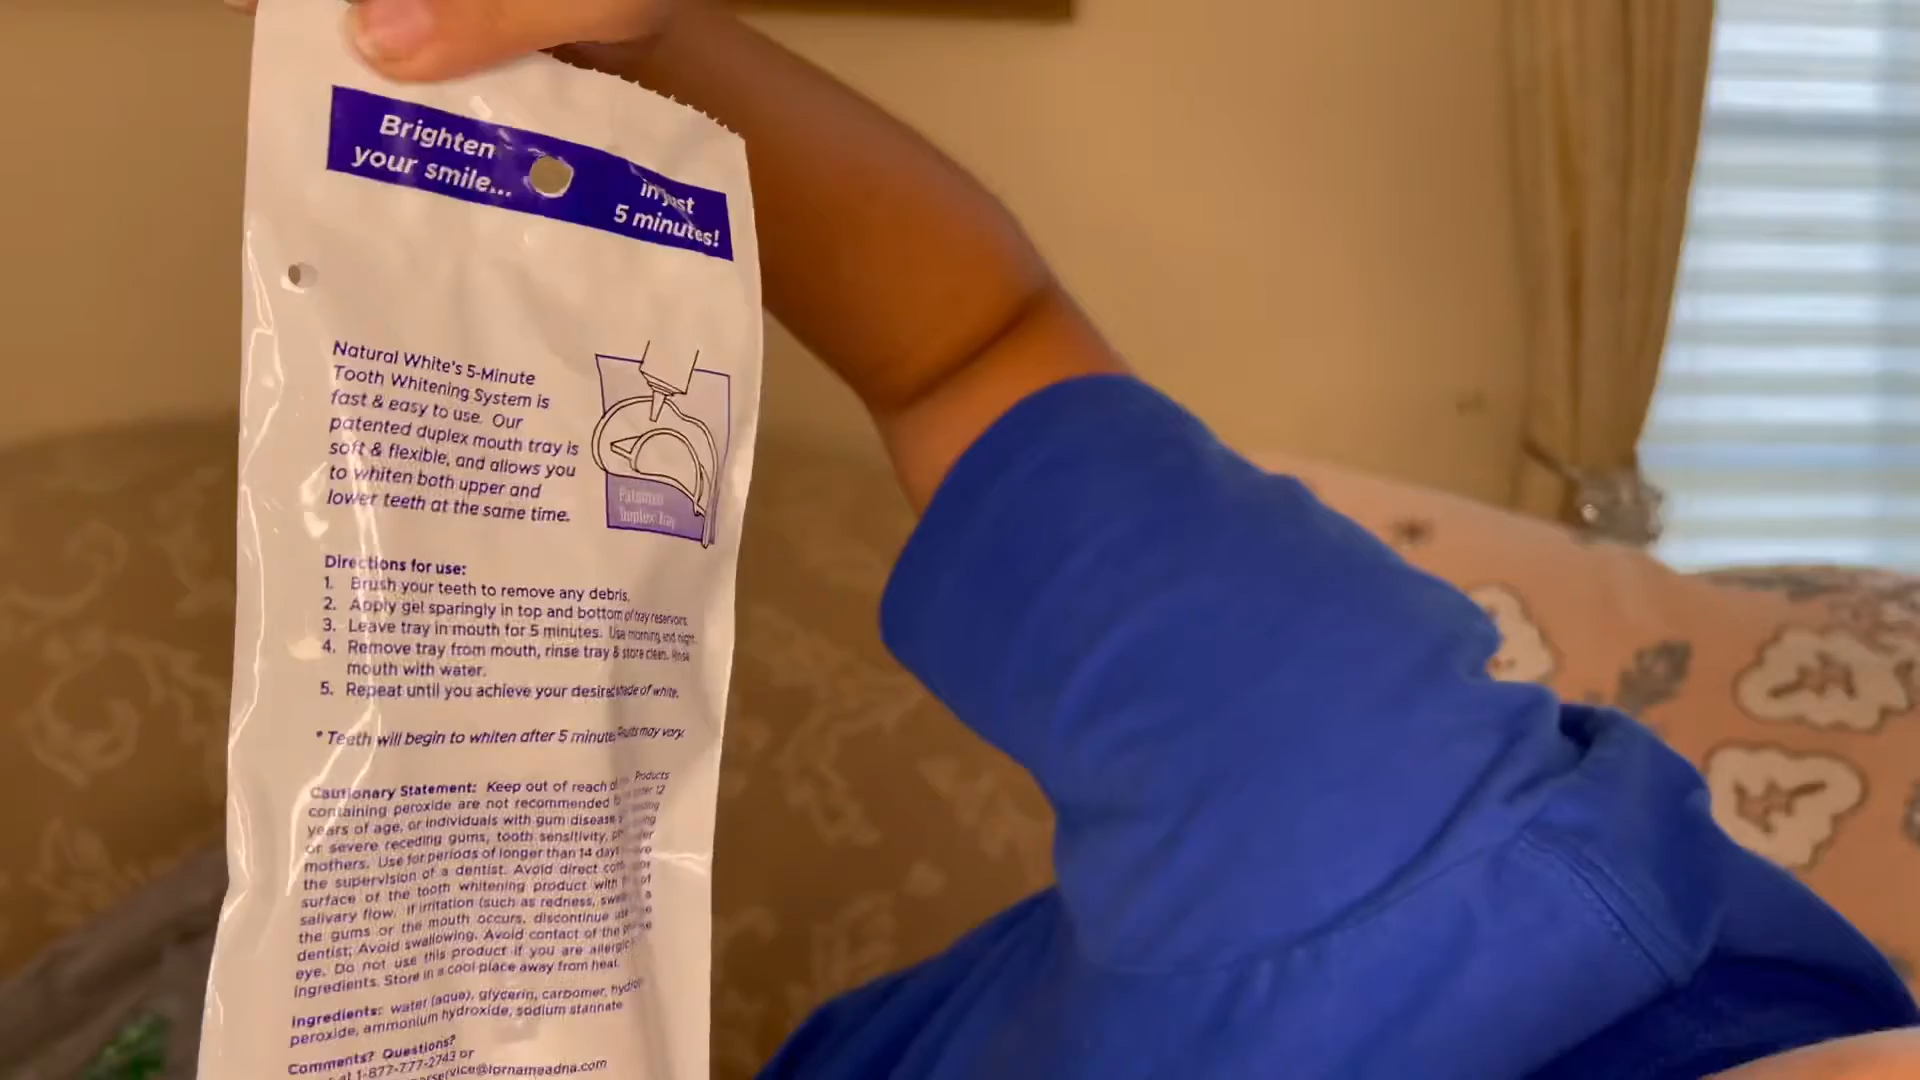 Brighten
your smile...
in just
5 minutes!
Natural White's 5-Minute
Tooth Whitening System is
fast & easy to use. Our
patented duplex mouth tray is
soft & flexible, and allows you
to whiten both upper and
lower teeth at the same time.
Patented
Duplex Tray
Directions for use:
1. Brush your teeth to remove any debris.
2. Apply gel sparingly in top and bottom of tray reservoirs.
3. Leave tray in mouth for 5 minutes. Use morning and night.
4. Remove tray from mouth, rinse tray & store clean. Rinse
mouth with water.
5. Repeat until you achieve your desired shade of white.
* Teeth will begin to whiten after 5 minutes may vary.
Cautionary Statement: Keep out of reach Products
containing peroxide are not recommended 12
years of age, or individuals with gum disease
or severe receding gums, tooth sensitivity,
mothers. Use for periods of longer than 14 days
the supervision of a dentist. Avoid direct
surface of the tooth whitening product with of
salivary flow. If irritation (such as redness, a
the gums or the mouth occurs, discontinue
dentist. Avoid swallowing. Avoid contact of the
eye. Do not use this product if you are allergic
ingredients. Store in a cool place away from heat.
Ingredients: water (aqua), glycerin, carbomer,
peroxide, ammonium hydroxide, sodium stannate
Comments? Questions?
1-877-777-2743 or